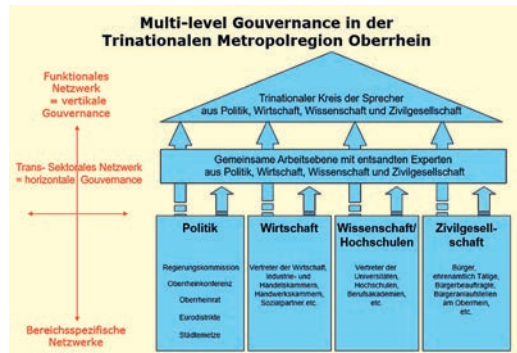 Multi-level Gouvernance in der
Trinationalen Metropolregion Oberrhein
Funktionales
Netzwerk
= vertikale
Gouvernance
Trans- Sektorales Netzwerk
= horizontale Gouvernance
Bereichsspezifische
Netzwerke
Trinationaler Kreis der Sprecher
aus Politik, Wirtschaft, Wissenschaft und Zivilgesellschaft
Gemeinsame Arbeitsebene mit entsandten Experten
aus Politik, Wirtschaft, Wissenschaft und Zivilgesellschaft
Politik
Regierungskommission
Oberrheinkonferenz
Oberrheinrat
Eurodistrikte
Städtenetze
Wirtschaft
Vertreter der Wirtschaft,
Industrie- und
Handelskammern,
Handwerkskammern,
Sozialpartner etc.
Wissenschaft/
Hochschulen
Vertreter der
Universitäten,
Hochschulen,
Berufsakademien,
etc.
Zivilgesell-
schaft
Bürger,
ehrenamtlich Tätige,
Bürgerbeauftragte,
Bürgeranlaufstellen
am Oberrhein,
etc.